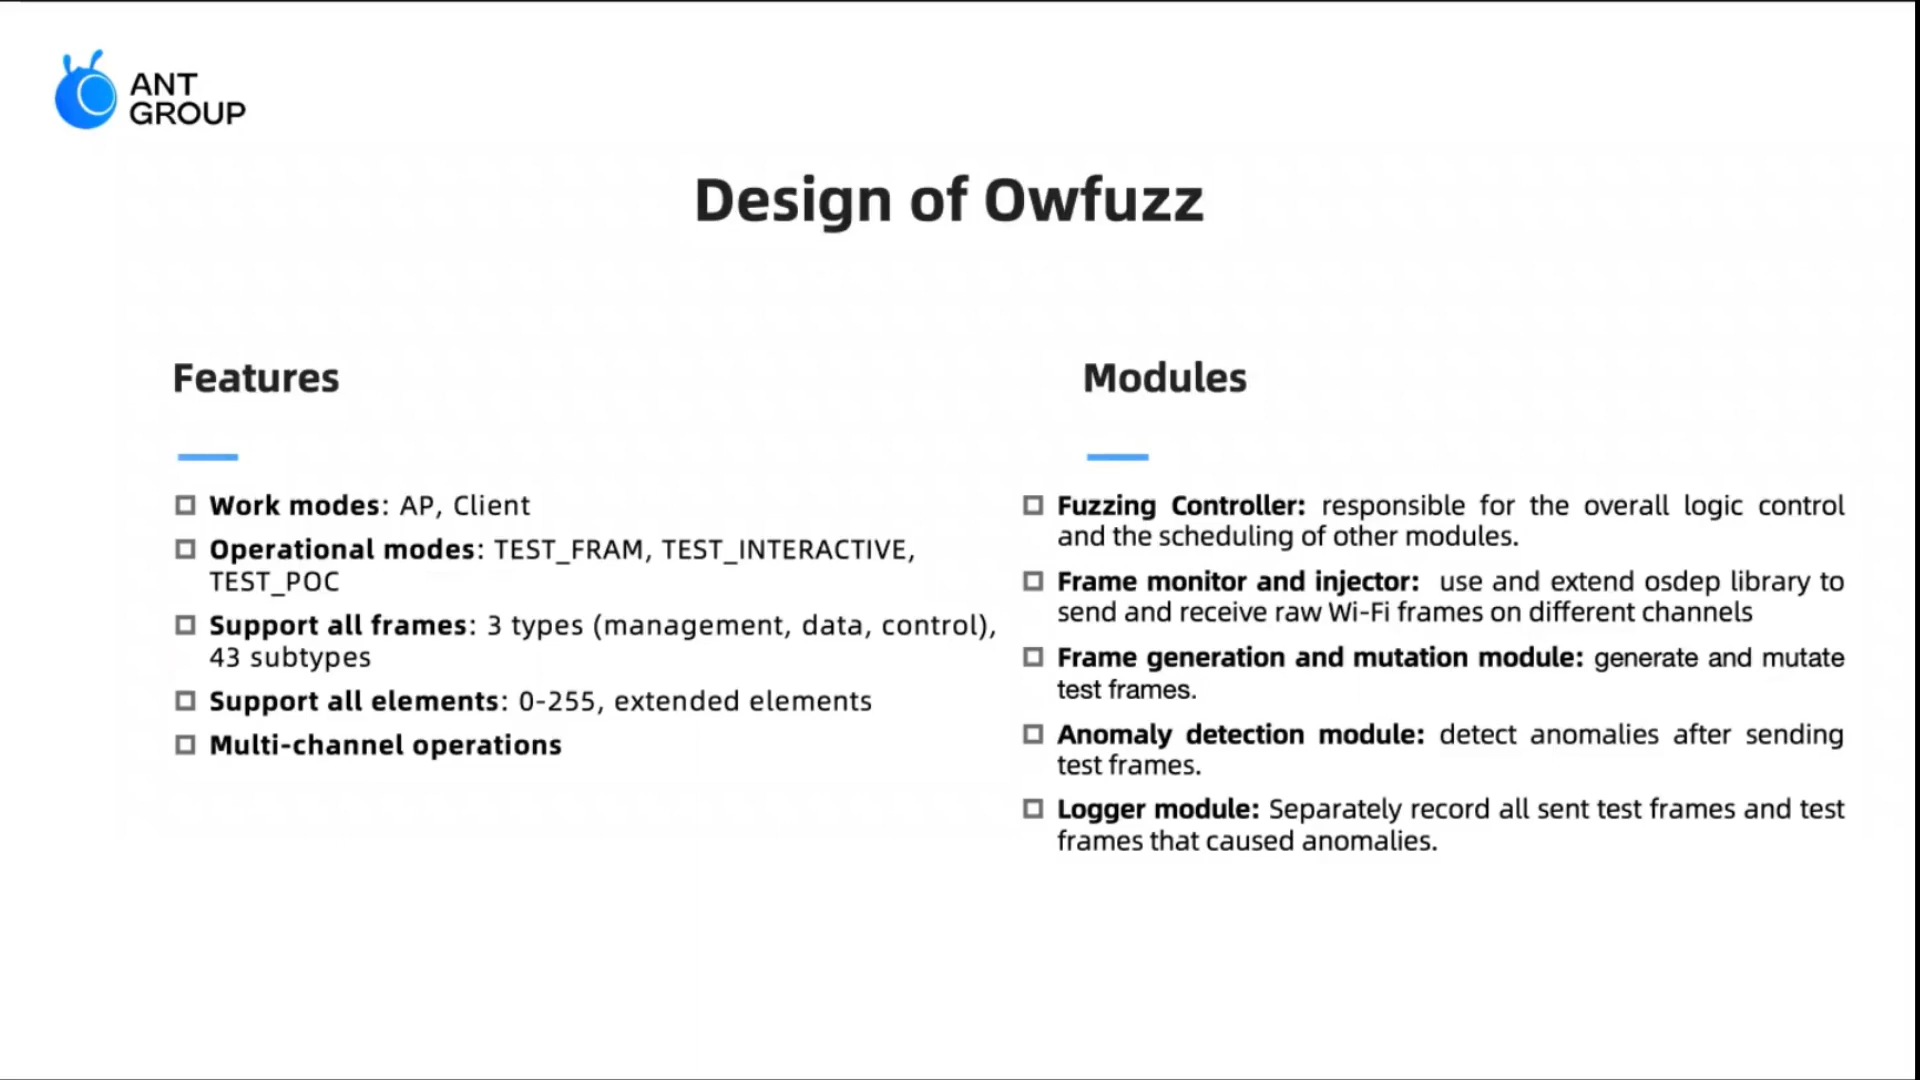 ANT
GROUP
Design of Owfuzz
Features
Work modes: AP, Client
Operational modes: TEST_FRAM, TEST_INTERACTIVE,
TEST_POC
Support all frames: 3 types (management, data, control),
43 subtypes
Support all elements: 0-255, extended elements
Multi-channel operations
Modules
Fuzzing Controller: responsible for the overall logic control
and the scheduling of other modules.
Frame monitor and injector: use and extend osdep library to
send and receive raw Wi-Fi frames on different channels
Frame generation and mutation module: generate and mutate
test frames.
Anomaly detection module: detect anomalies after sending
test frames.
Logger module: Separately record all sent test frames and test
frames that caused anomalies.